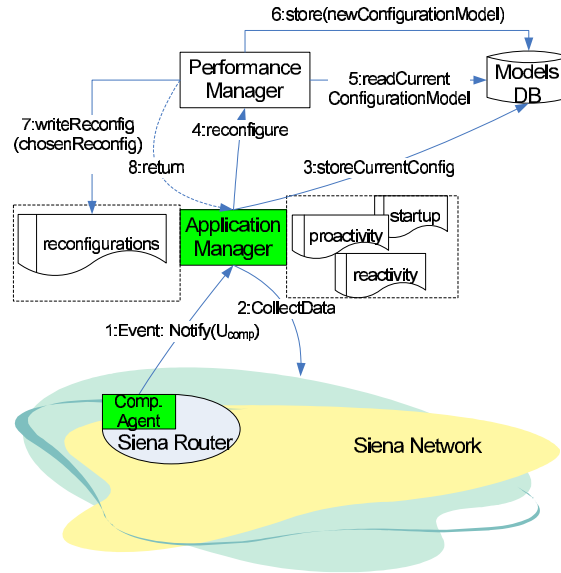 6:store(newConfigurationModel)
Performance
Manager
5:readCurrent
ConfigurationModel
Models
DB
7:writeReconfig
(chosenReconfig)
4:reconfigure
8:return
3:storeCurrentConfig
reconfigurations
Application
Manager
startup
proactivity
reactivity
2:CollectData
1:Event: Notify(Ucomp)
Comp.
Agent
Siena Router
Siena Network